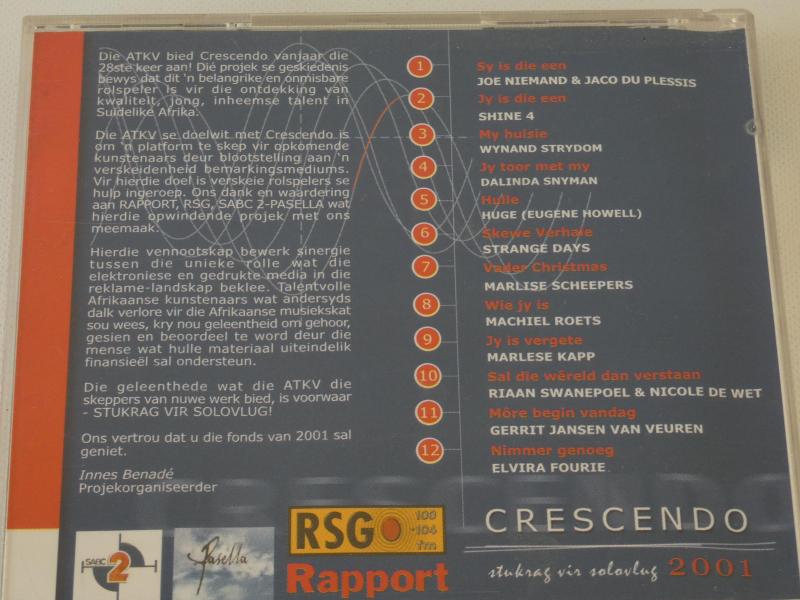 Die ATKV bied Crescendo vanjaar die
28ste keer aan! Dié projek se geskiedenis
bewys dat dit 'n belangrike en onmisbare
rolspeler is vir die ontdekking van
kwaliteit, jong, inheemse talent in
Suidelike Afrika.
Die ATKV se doelwit met Crescendo is
om 'n platform te skep vir opkomende
kunstenaars deur blootstelling aan 'n
verskeidenheid bemarkingsmediums.
Vir hierdie doel is verskeie rolspelers se
hulp ingeroep. Ons dank en waardering
aan RAPPORT, RSG, SABC 2-PASELLA wat
hierdie opwindende projek met ons
meemaak.
Hierdie vennootskap bewerk sinergie
tussen die unieke rolle wat die
elektroniese en gedrukte media in die
reklame-landskap beklee. Talentvolle
Afrikaanse kunstenaars wat andersyds
dalk verlore vir die Afrikaanse musiekskat
sou wees, kry nou geleentheid om gehoor,
gesien en beoordeel te word deur die
mense wat hulle materiaal uiteindelik
finansieël sal ondersteun.
Die geleenthede wat die ATKV die
skeppers van nuwe werk bied, is voorwaar
- STUKRAG VIR SOLOVLUG!
Ons vertrou dat u die fonds van 2001 sal
geniet.
Innes Benadé
Projekorganiseerder
1 Sy is die een
JOE NIEMAND & JACO DU PLESSIS
2 Jy is die een
SHINE 4
3 My huisie
WYNAND STRYDOM
4 Jy toor met my
DALINDA SNYMAN
5 Hulle
HUGE (EUGENE HOWELL)
6 Skewe Verhale
STRANGE DAYS
7 Vader Christmas
MARLISE SCHEEPERS
8 Wie jy is
MACHIEL ROETS
9 Jy is vergete
MARLESE KAPP
10 Sal die wêreld dan verstaan
RIAAN SWANEPOEL & NICOLE DE WET
11 Môre begin vandag
GERRIT JANSEN VAN VEUREN
12 Nimmer genoeg
ELVIRA FOURIE
SABC 2
Pasella
RSG 100
-104
fm
Rapport
CRESCENDO
stukrag vir solovlug 2001